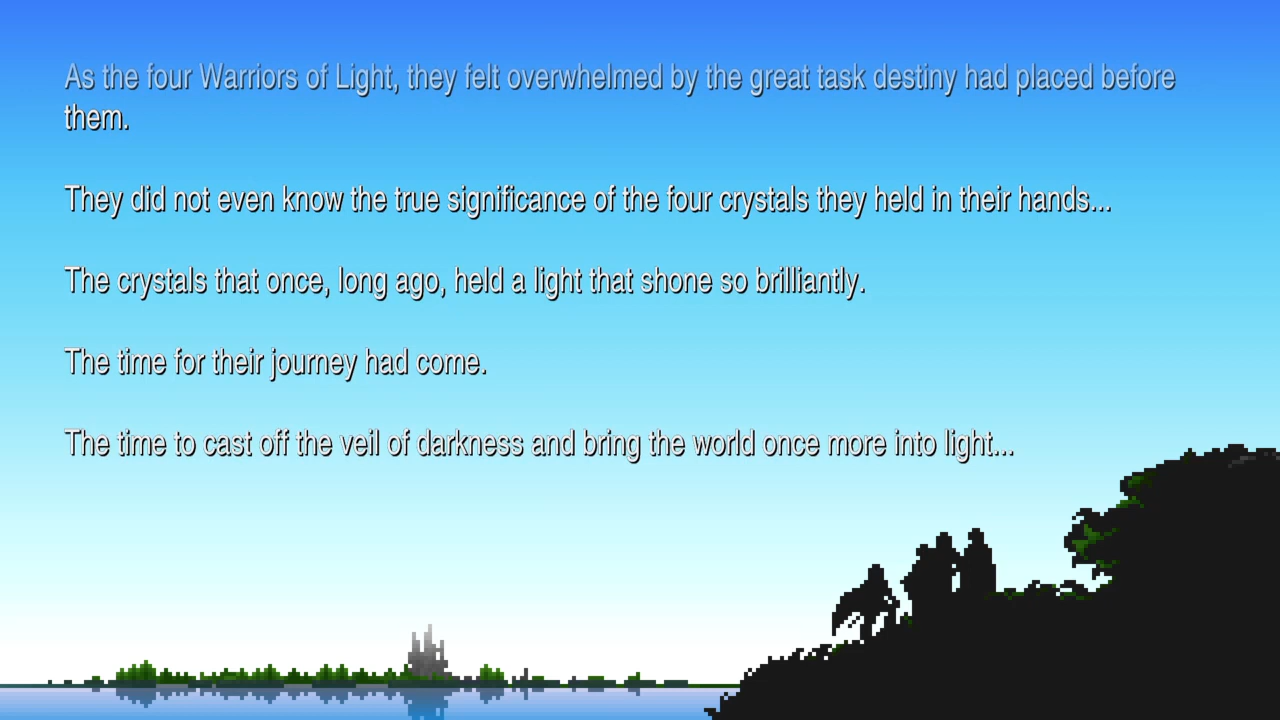 As the four Warriors of Light, they felt overwhelmed by the great task destiny had placed before
them.
They did not even know the true significance of the four crystals they held in their hands...
The crystals that once, long ago, held a light that shone so brilliantly.
The time for their journey had come.
The time to cast off the veil of darkness and bring the world once more into light...